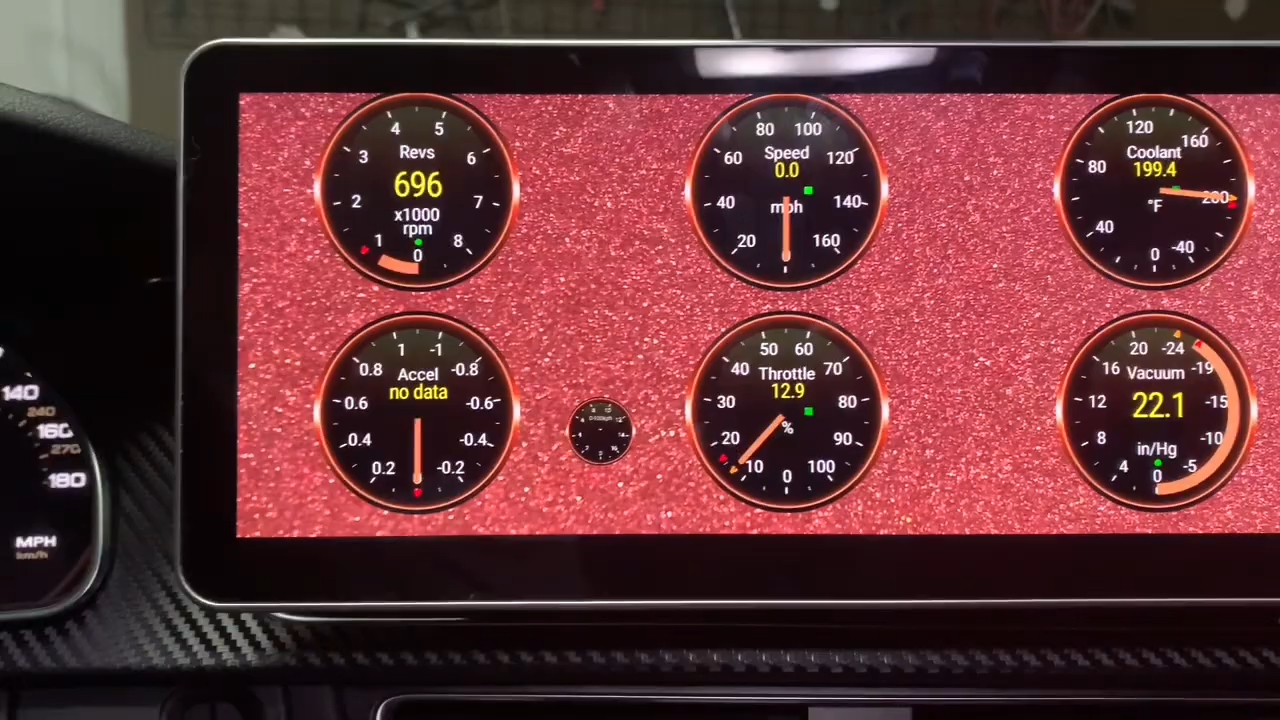 4 5
3 Revs 6
696
2 x1000 7
rpm
1 0 8
80 100
60 Speed 120
0.0
40 mph 140
20 160
120 160
80 Coolant
199.4
200
°F
40 0 -40
1 -1
0.8 Accel -0.8
no data
0.6 -0.6
0.4 -0.4
0.2 -0.2
50 60
40 Throttle 70
12.9
30 80
%
20 90
10 0 100
20 -24
16 Vacuum -19
22.1
12 -15
8 in/Hg -10
4 0 -5
140
240
160
270
180
MPH
km/h